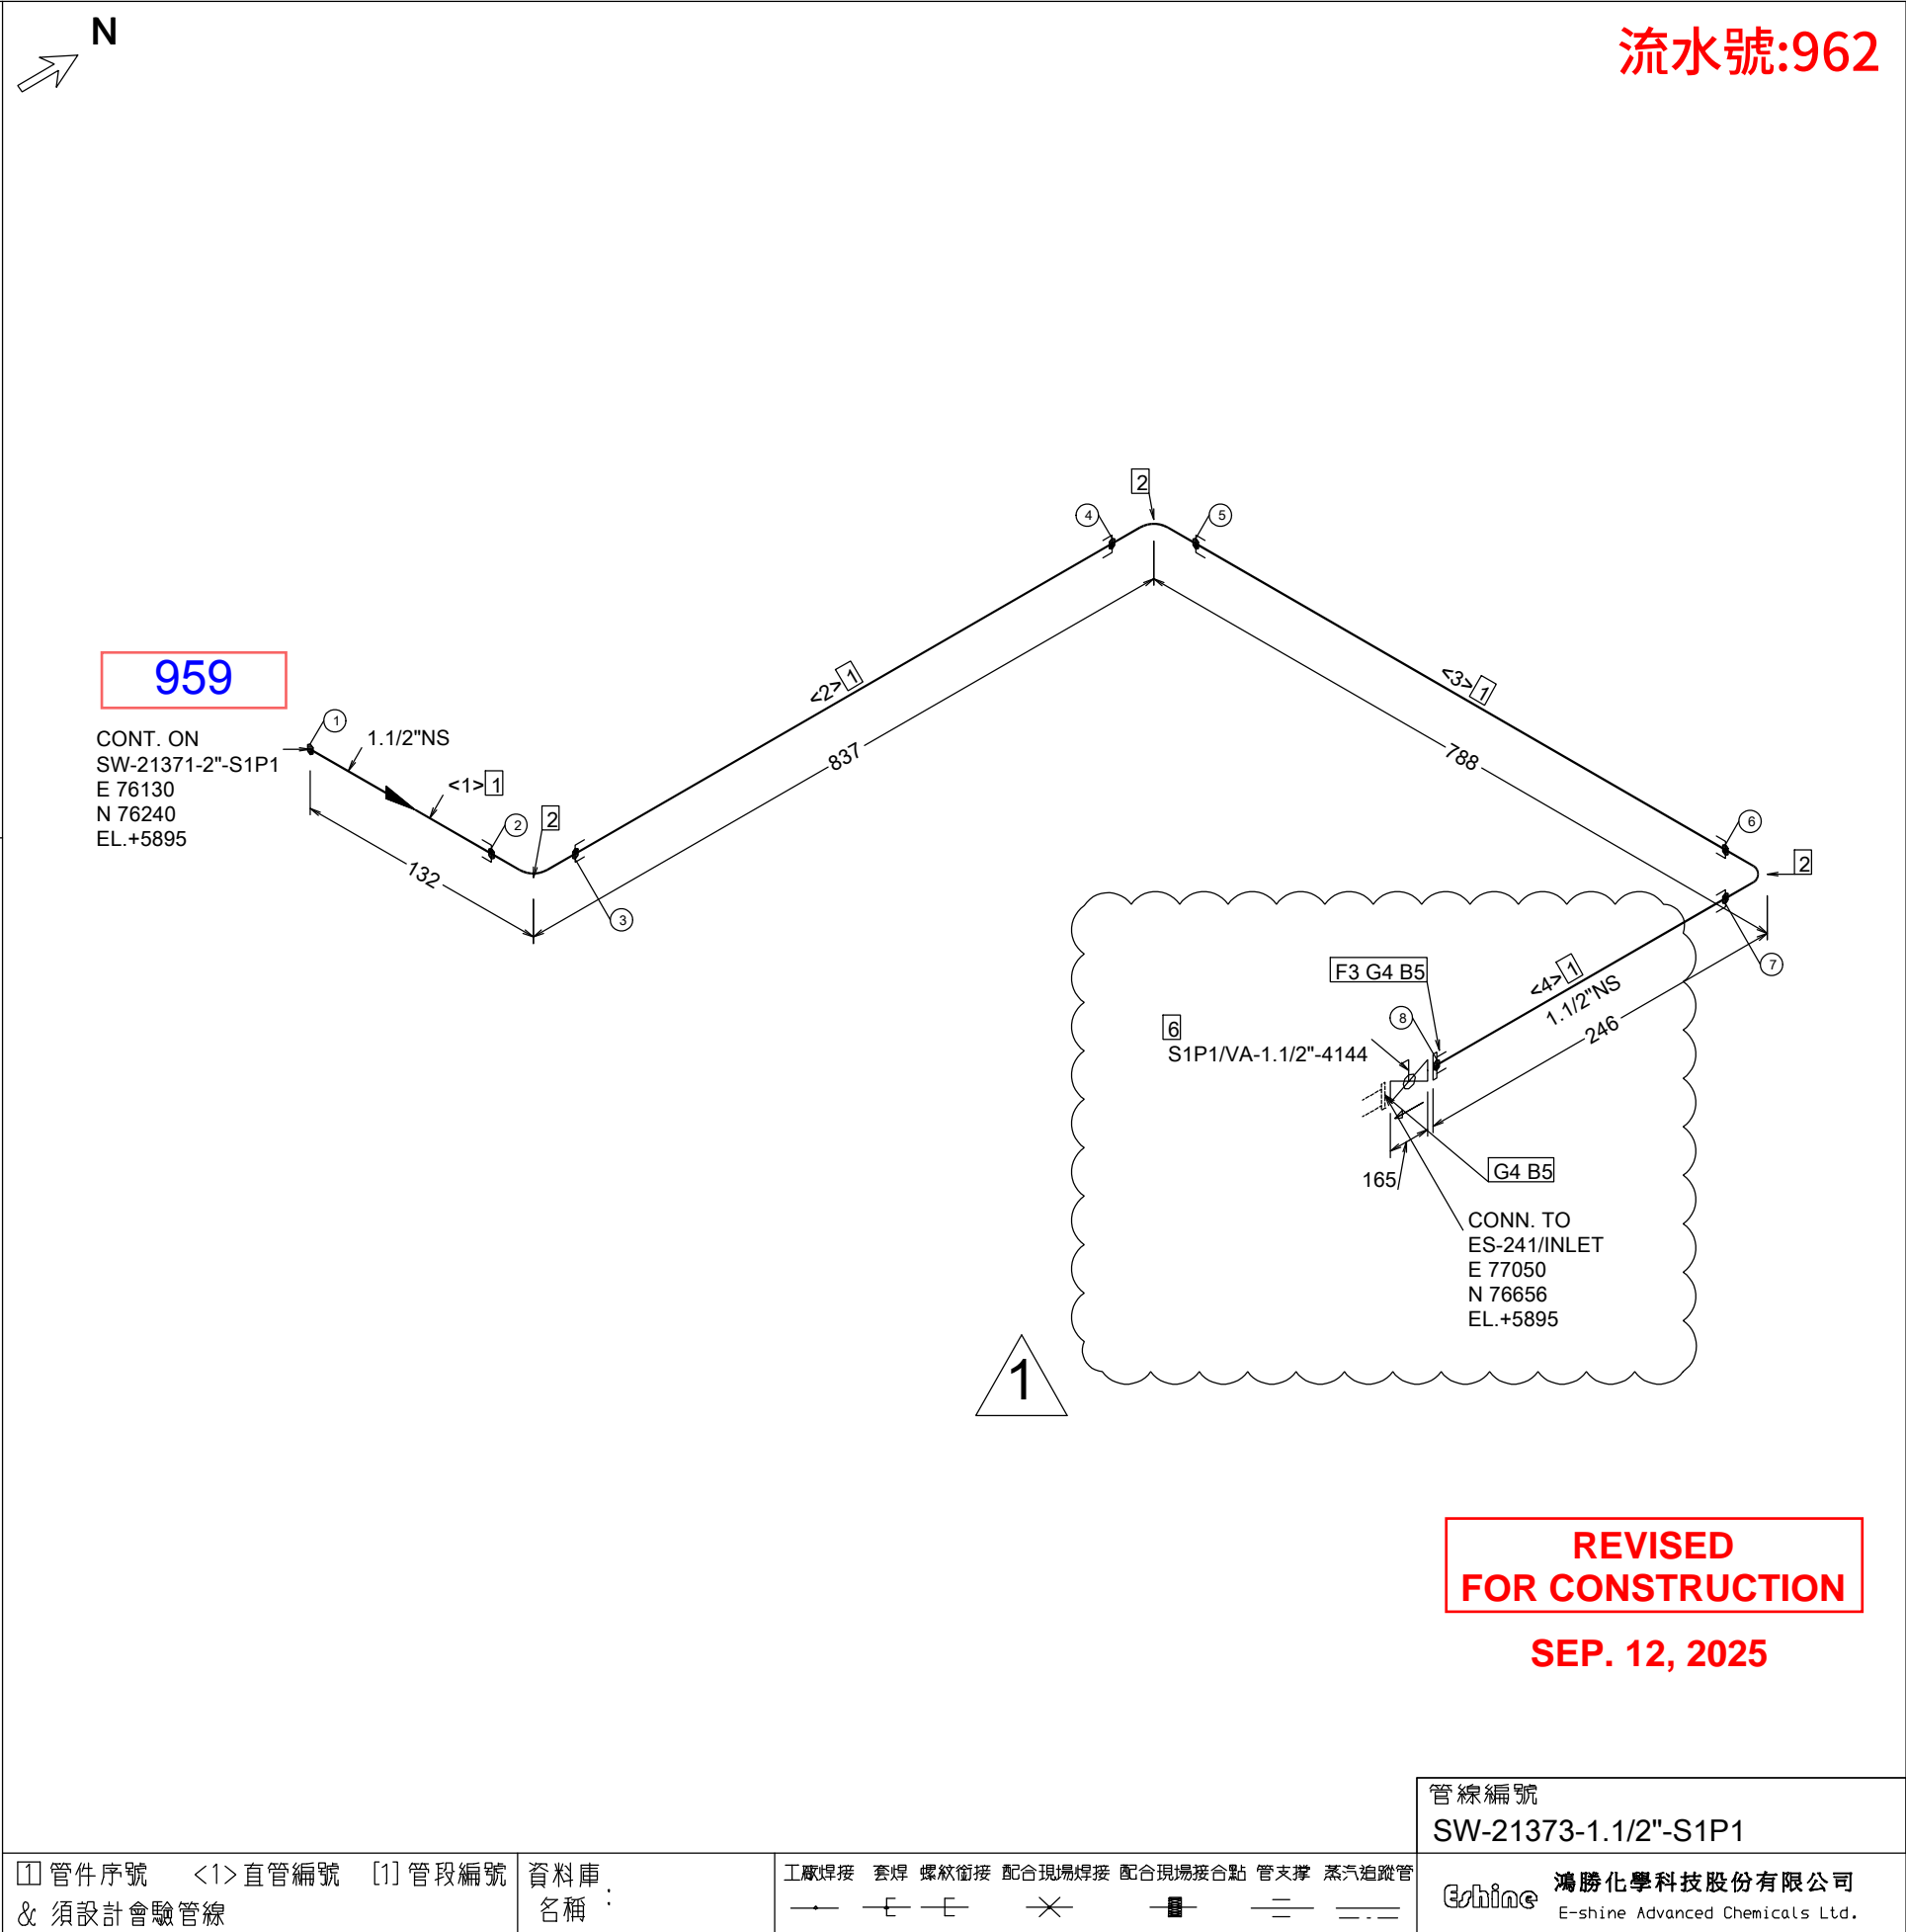 N
流水號:962
2
4
5
959
<2> 1
<3> 1
CONT. ON
SW-21371-2"-S1P1
E 76130
N 76240
EL.+5895
1
1.1/2"NS
<1> 1
837
788
2
2
6
2
132
3
7
F3 G4 B5
<4> 1
1.1/2"NS
246
6
8
S1P1/VA-1.1/2"-4144
165
G4 B5
CONN. TO
ES-241/INLET
E 77050
N 76656
EL.+5895
1
REVISED
FOR CONSTRUCTION
SEP. 12, 2025
管線編號
SW-21373-1.1/2"-S1P1
1 管件序號 <1> 直管編號 [1] 管段編號
& 須設計會驗管線
資料庫
名稱 :
工廠焊接 套焊 螺紋銜接 配合現場焊接 配合現場接合點 管支撐 蒸汽追蹤管
Eshine 鴻勝化學科技股份有限公司
E-shine Advanced Chemicals Ltd.